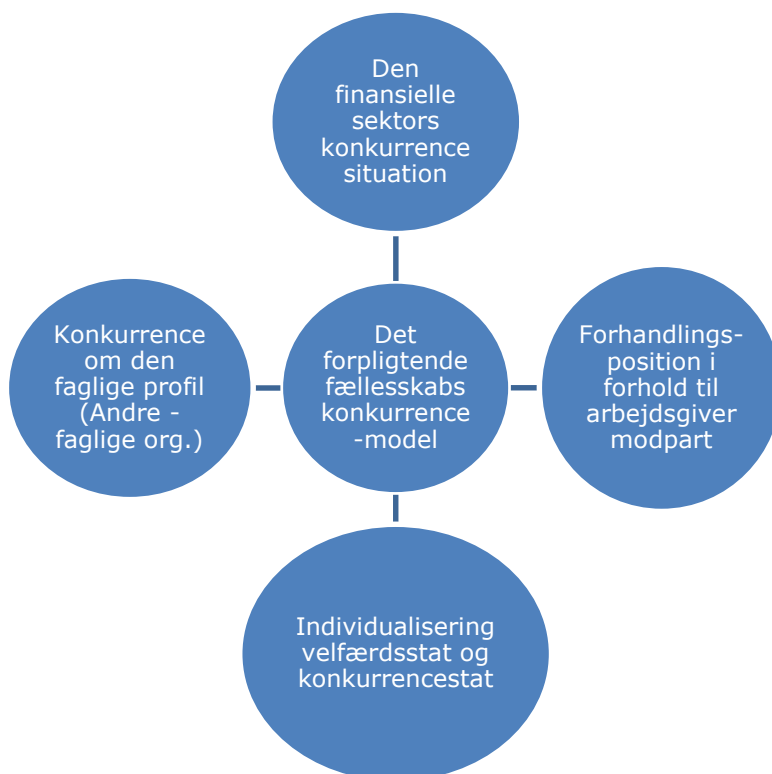 Den
finansielle
sektors
konkurrence
situation
Konkurrence
om den
faglige profil
(Andre -
faglige org.)
Det
forpligtende
fællesskabs
konkurrence
-model
Forhandlings-
position i
forhold til
arbejdsgiver
modpart
Individualisering
velfærdsstat og
konkurrencestat